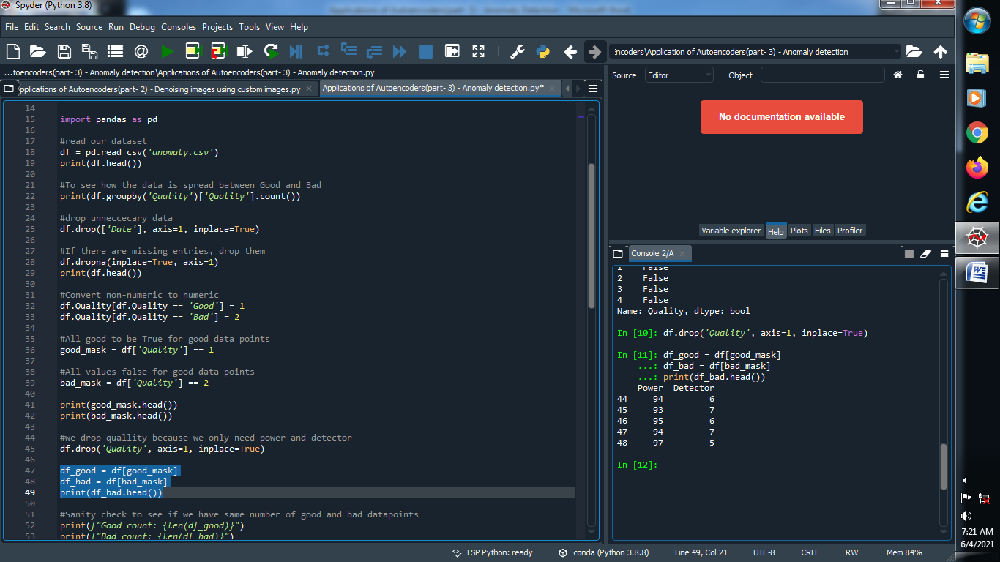 Spyder (Python 3.8)
File Edit Search Source Run Debug Consoles Projects Tools View Help
:ncoders\Application of Autoencoders(part- 3) - Anomaly detection
...toencoders(part- 3) - Anomaly detection\Applications of Autoencoders(part- 3) - Anomaly detection.py
Source Editor Object
pplications of Autoencoders(part- 2) - Denoising images using custom images.py
Applications of Autoencoders(part- 3) - Anomaly detection.py*
14
15 import pandas as pd
16
17 #read our dataset
18 df = pd.read_csv('anomaly.csv')
19 print(df.head())
20
21 #To see how the data is spread between Good and Bad
22 print(df.groupby('Quality')['Quality'].count())
23
24 #drop unneccecary data
25 df.drop(['Date'], axis=1, inplace=True)
26
27 #If there are missing entries, drop them
28 df.dropna(inplace=True, axis=1)
29 print(df.head())
30
31 #Convert non-numeric to numeric
32 df.Quality[df.Quality == 'Good'] = 1
33 df.Quality[df.Quality == 'Bad'] = 2
34
35 #All good to be True for good data points
36 good_mask = df['Quality'] == 1
37
38 #All values false for good data points
39 bad_mask = df['Quality'] == 2
40
41 print(good_mask.head())
42 print(bad_mask.head())
43
44 #we drop quallity because we only need power and detector
45 df.drop('Quality', axis=1, inplace=True)
46
47 df_good = df[good_mask]
48 df_bad = df[bad_mask]
49 print(df_bad.head())
50
51 #Sanity check to see if we have same number of good and bad datapoints
52 print(f"Good count: {len(df_good)}")
53 print(f"Bad count: {len(df_bad)}")
No documentation available
Variable explorer Help Plots Files Profiler
Console 2/A
1 False
2 False
3 False
4 False
Name: Quality, dtype: bool
In [10]: df.drop('Quality', axis=1, inplace=True)
In [11]: df_good = df[good_mask]
...: df_bad = df[bad_mask]
...: print(df_bad.head())
Power Detector
44 94 6
45 93 7
46 95 6
47 94 7
48 97 5
In [12]:
LSP Python: ready conda (Python 3.8.8) Line 49, Col 21 UTF-8 CRLF RW Mem 84%
7:21 AM
6/4/2021